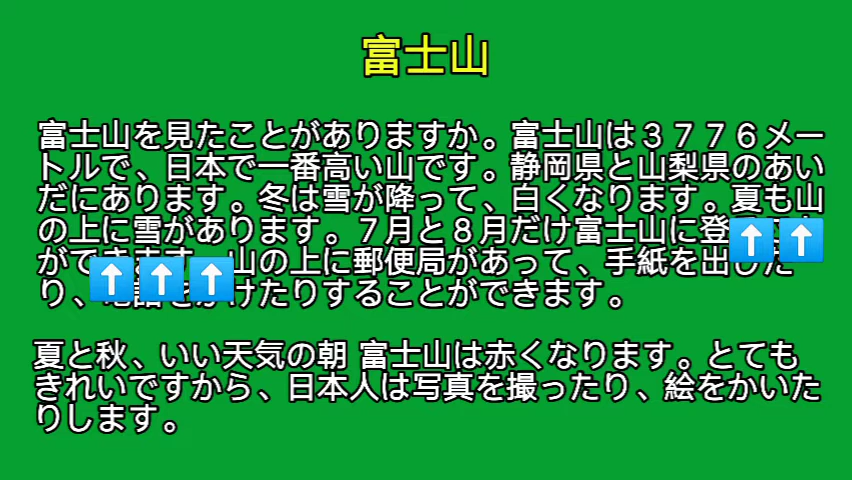 富士山
富士山を見たことがありますか。富士山は３７７６メー
トルで、日本で一番高い山です。静岡県と山梨県のあい
だにあります。冬は雪が降って、白くなります。夏も山
の上に雪があります。７月と８月だけ富士山に登
ができます。山の上に郵便局があって、手紙を出した
り、電話をかけたりすることができます。
夏と秋、いい天気の朝 富士山は赤くなります。とても
きれいですから、日本人は写真を撮ったり、絵をかいた
りします。